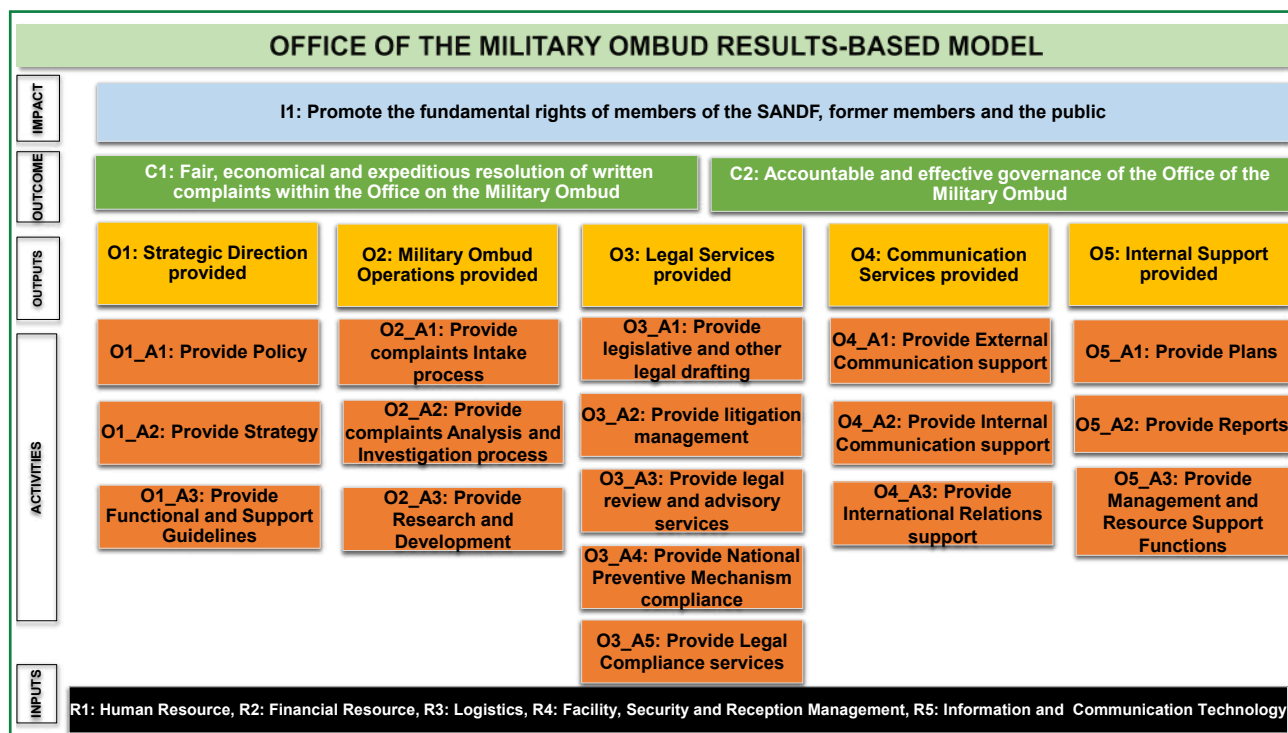 OFFICE OF THE MILITARY OMBUD RESULTS-BASED MODEL
IMPACT
I1: Promote the fundamental rights of members of the SANDF, former members and the public
OUTCOME
C1: Fair, economical and expeditious resolution of written
complaints within the Office on the Military Ombud
C2: Accountable and effective governance of the Office of the
Military Ombud
OUTPUTS
O1: Strategic Direction
provided
O2: Military Ombud
Operations provided
O3: Legal Services
provided
O4: Communication
Services provided
O5: Internal Support
provided
ACTIVITIES
O1_A1: Provide Policy
O1_A2: Provide Strategy
O1_A3: Provide
Functional and Support
Guidelines
O2_A1: Provide
complaints Intake
process
O2_A2: Provide
complaints Analysis and
Investigation process
O2_A3: Provide
Research and
Development
O3_A1: Provide
legislative and other
legal drafting
O3_A2: Provide litigation
management
O3_A3: Provide legal
review and advisory
services
O3_A4: Provide National
Preventive Mechanism
compliance
O3_A5: Provide Legal
Compliance services
O4_A1: Provide External
Communication support
O4_A2: Provide Internal
Communication support
O4_A3: Provide
International Relations
support
O5_A1: Provide Plans
O5_A2: Provide Reports
O5_A3: Provide
Management and
Resource Support
Functions
INPUTS
R1: Human Resource, R2: Financial Resource, R3: Logistics, R4: Facility, Security and Reception Management, R5: Information and Communication Technology